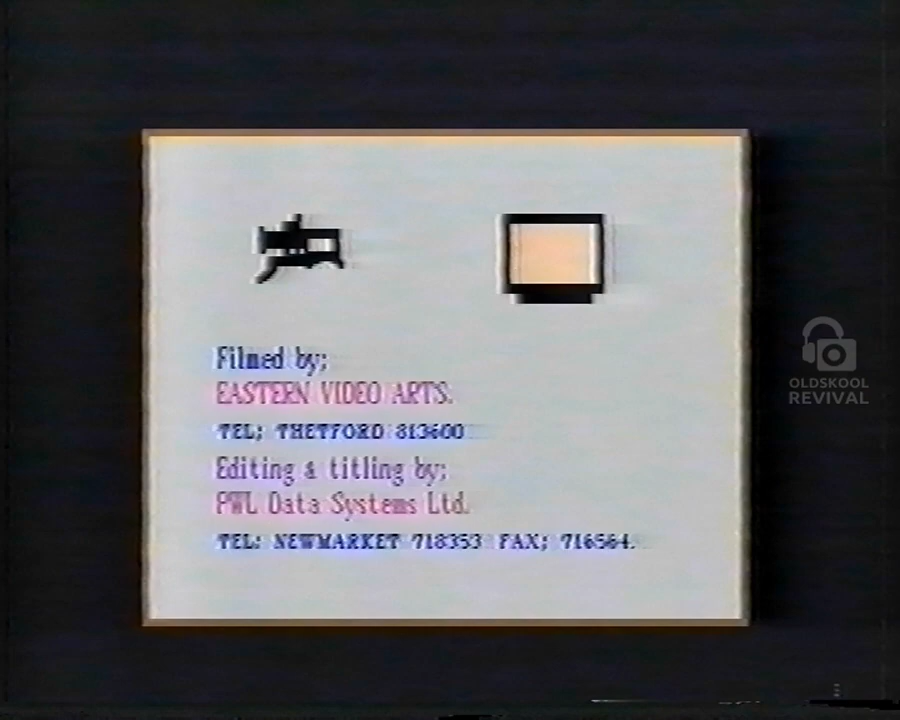 Filmed by;
EASTERN VIDEO ARTS.
TEL; THETFORD 813600
Editing & titling by;
PWL Data Systems Ltd.
TEL: NEWMARKET 718353 FAX; 716564.
OLDSKOOL
REVIVAL